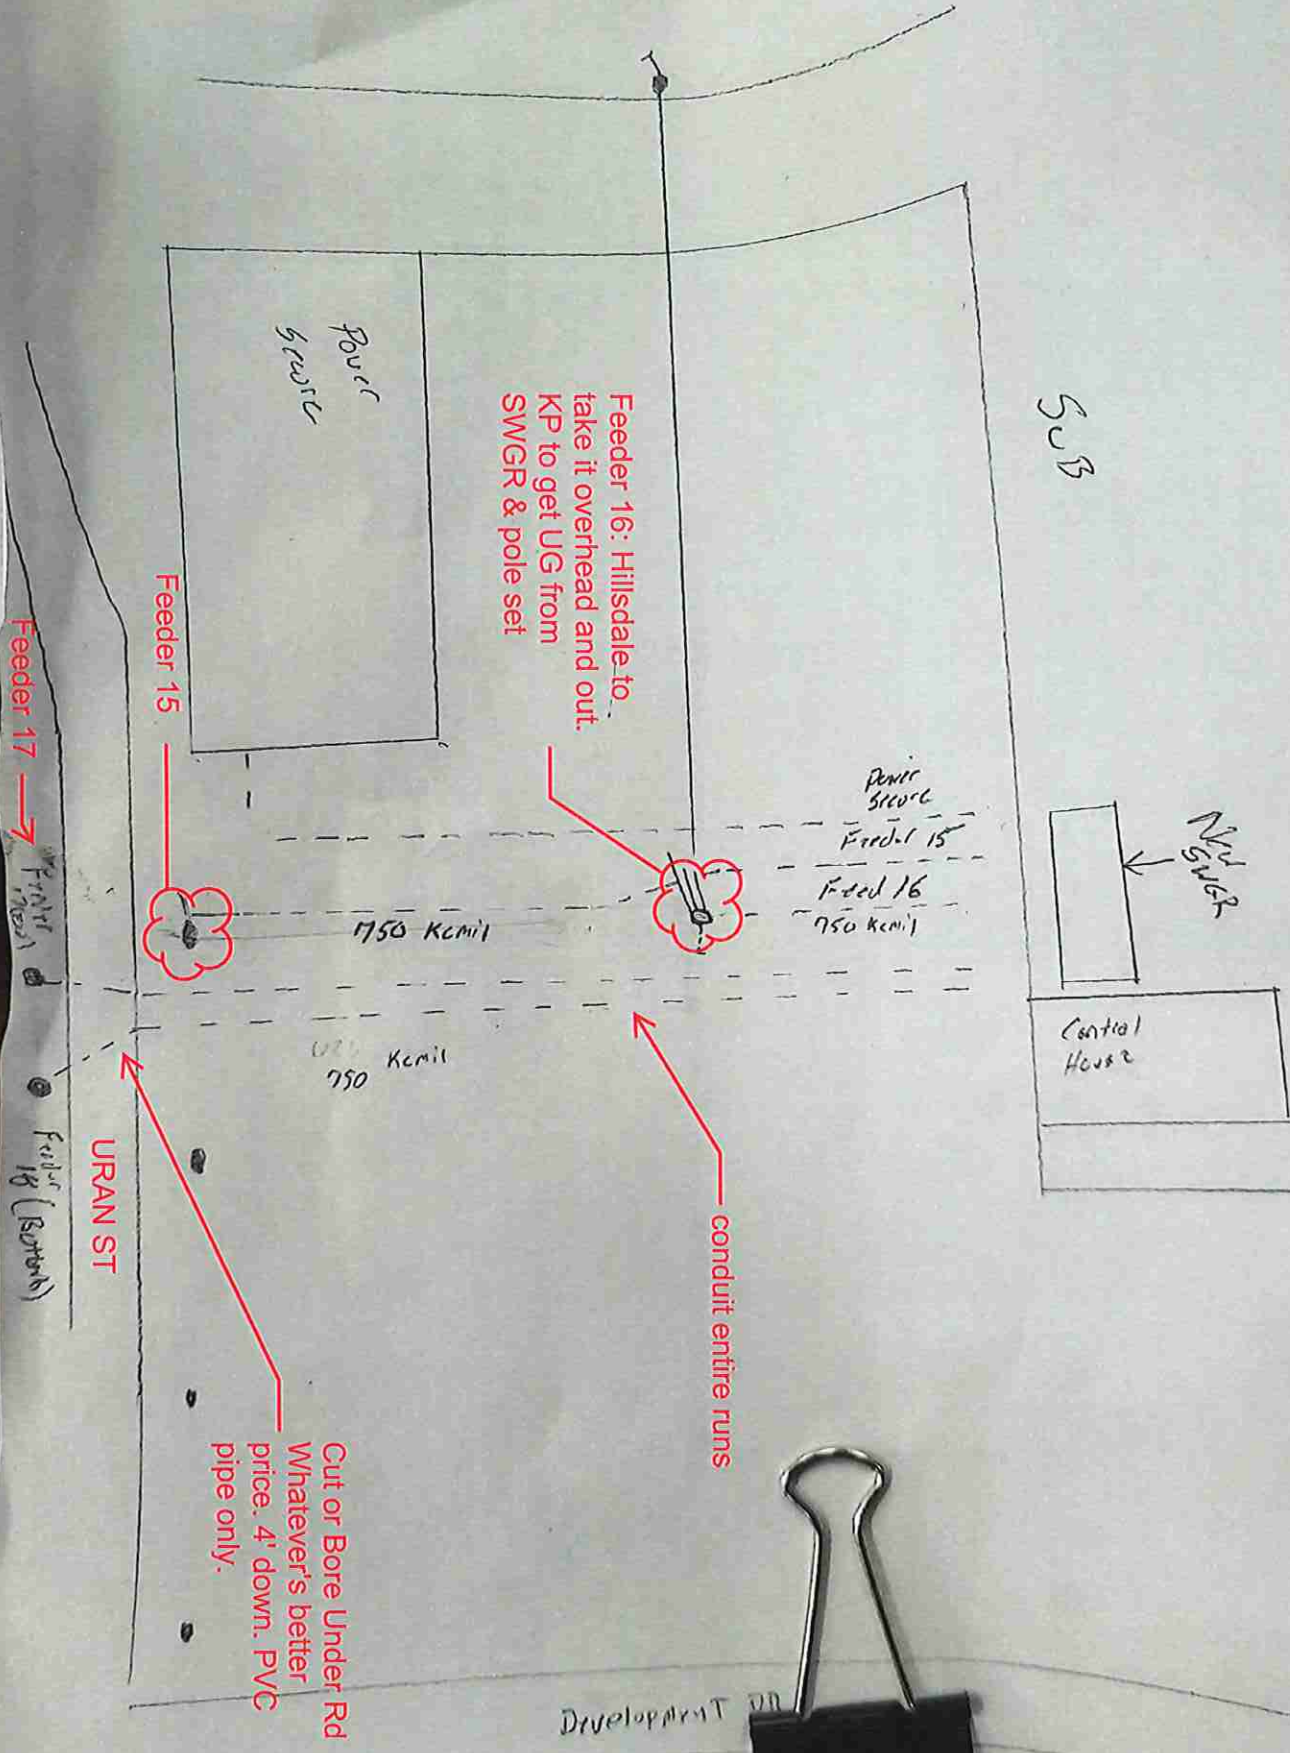 SUB
New
SWGR
Control
House
Power
Secure
Power
Secure
Feeder 15
Feed 16
750 Kcmil
Feeder 16: Hillsdale to
take it overhead and out.
KP to get UG from
SWGR & pole set
750 Kcmil
Kcmil
750
conduit entire runs
Feeder 15
Feeder 17
Feeder
18 (Bottom)
URAN ST
Cut or Bore Under Rd
Whatever's better
price. 4' down. PVC
pipe only.
Development DR